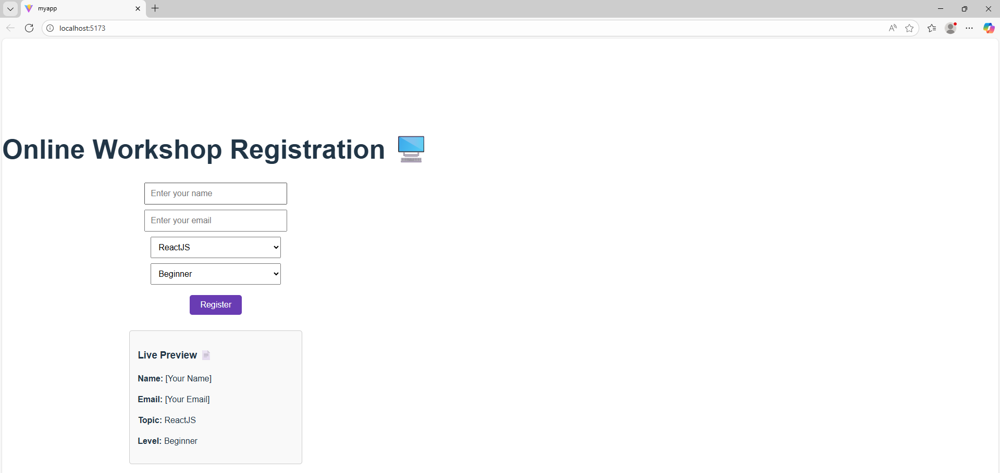 myapp
localhost:5173
Online Workshop Registration
Enter your name
Enter your email
ReactJS
Beginner
Register
Live Preview
Name: [Your Name]
Email: [Your Email]
Topic: ReactJS
Level: Beginner